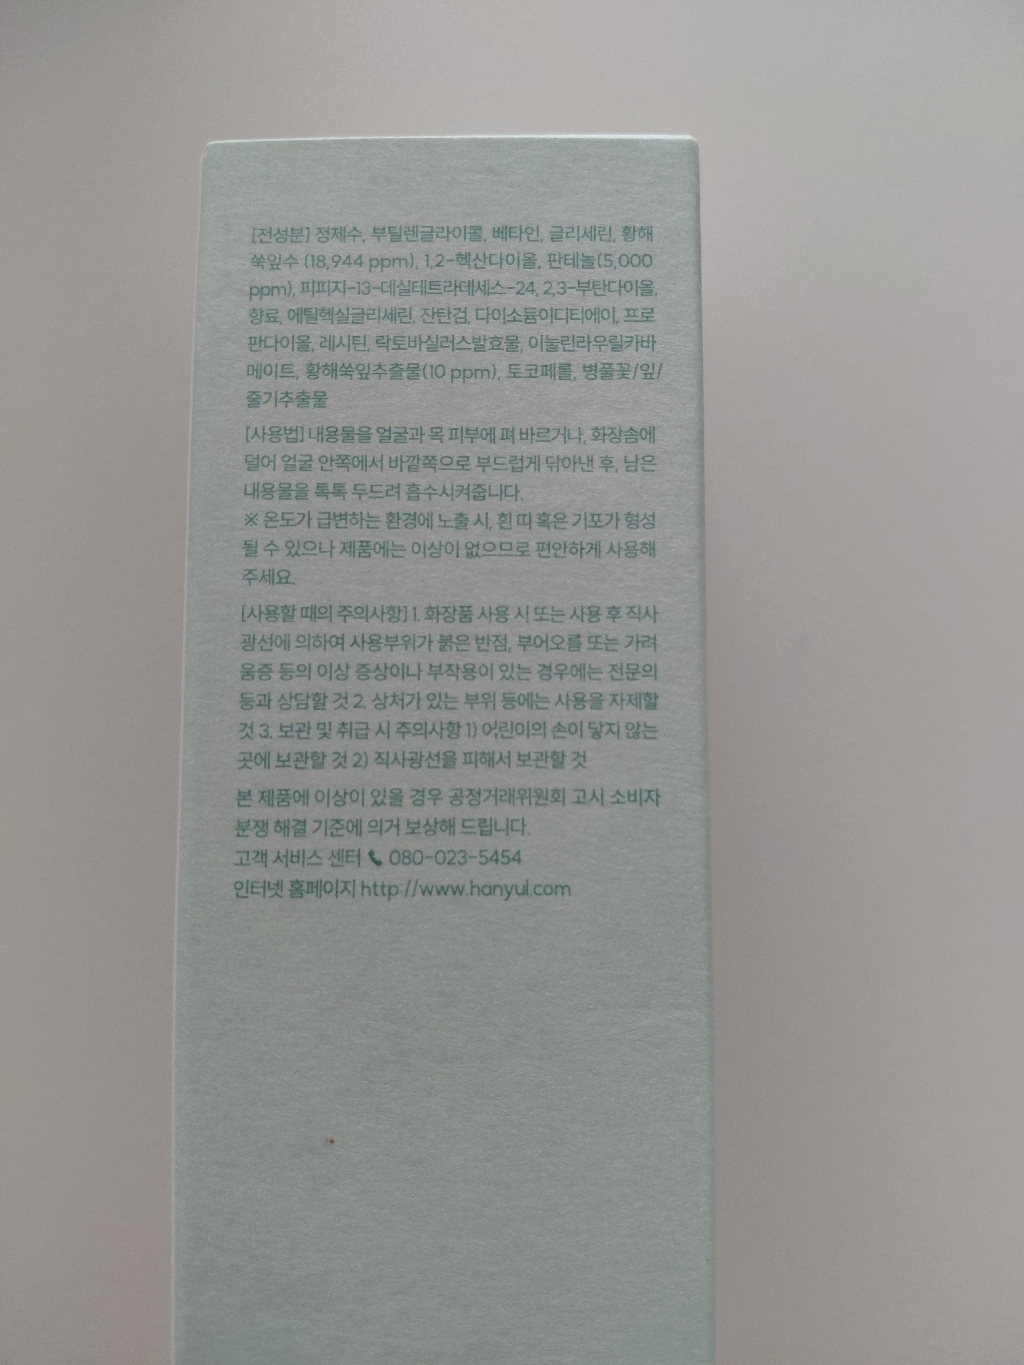 [전성분] 정제수, 부틸렌글라이콜, 베타인, 글리세린, 황해
쑥잎수 (18,944 ppm), 1,2-헥산다이올, 판테놀(5,000
ppm), 피피지-13-데실테트라데세스-24, 2,3-부탄다이올,
향료, 에틸헥실글리세린, 잔탄검, 다이소듐이디티에이, 프로
판다이올, 레시틴, 락토바실러스발효물, 이눌린라우릴카바
메이트, 황해쑥잎추출물(10 ppm), 토코페롤, 병풀꽃/잎/
줄기추출물
[사용법] 내용물을 얼굴과 목 피부에 펴 바르거나, 화장솜에
덜어 얼굴 안쪽에서 바깥쪽으로 부드럽게 닦아낸 후, 남은
내용물을 톡톡 두드려 흡수시켜줍니다.
※ 온도가 급변하는 환경에 노출 시, 흰 띠 혹은 기포가 형성
될 수 있으나 제품에는 이상이 없으므로 편안하게 사용해
주세요.
[사용할 때의 주의사항] 1. 화장품 사용 시 또는 사용 후 직사
광선에 의하여 사용부위가 붉은 반점, 부어오름 또는 가려
움증 등의 이상 증상이나 부작용이 있는 경우에는 전문의
등과 상담할 것 2. 상처가 있는 부위 등에는 사용을 자제할
것 3. 보관 및 취급 시 주의사항 1) 어린이의 손이 닿지 않는
곳에 보관할 것 2) 직사광선을 피해서 보관할 것
본 제품에 이상이 있을 경우 공정거래위원회 고시 소비자
분쟁 해결 기준에 의거 보상해 드립니다.
고객 서비스 센터 080-023-5454
인터넷 홈페이지 http://www.hanyul.com